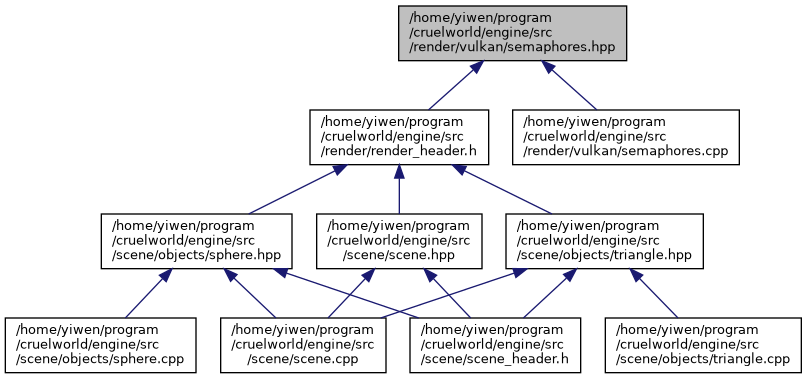 /home/yiwen/program
/cruelworld/engine/src
/render/vulkan/semaphores.hpp
/home/yiwen/program
/cruelworld/engine/src
/render/render_header.h
/home/yiwen/program
/cruelworld/engine/src
/render/vulkan/semaphores.cpp
/home/yiwen/program
/cruelworld/engine/src
/scene/objects/sphere.hpp
/home/yiwen/program
/cruelworld/engine/src
/scene/scene.hpp
/home/yiwen/program
/cruelworld/engine/src
/scene/objects/triangle.hpp
/home/yiwen/program
/cruelworld/engine/src
/scene/objects/sphere.cpp
/home/yiwen/program
/cruelworld/engine/src
/scene/scene.cpp
/home/yiwen/program
/cruelworld/engine/src
/scene/scene_header.h
/home/yiwen/program
/cruelworld/engine/src
/scene/objects/triangle.cpp